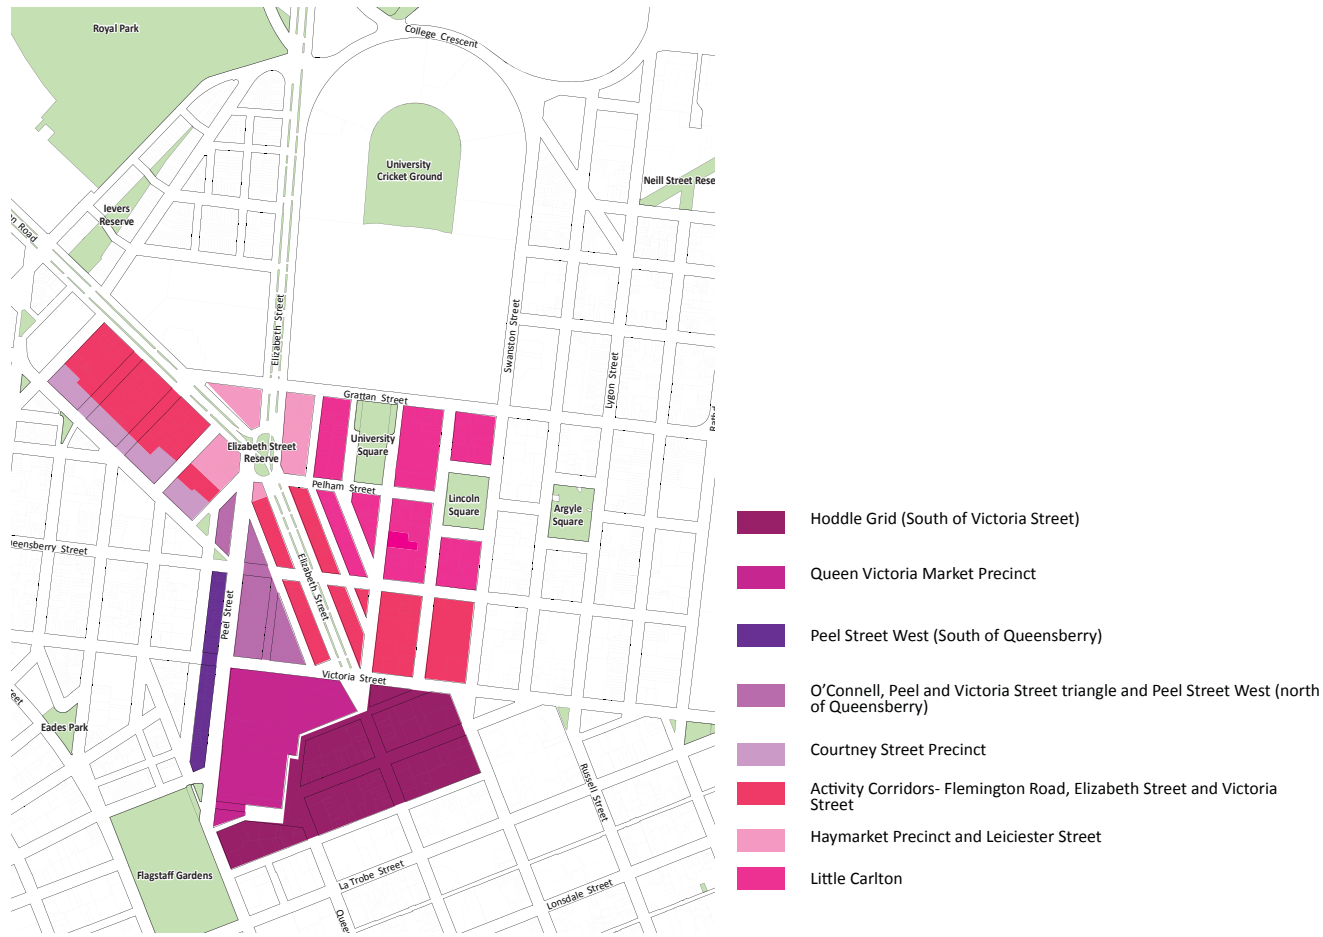 Royal Park
College Crescent
University
Cricket Ground
Neill Street Rese
Ievers
Reserve
n Road
Elizabeth Street
Swanston Street
Lygon Street
Grattan Street
University
Square
Elizabeth Street
Reserve
Pelham Street
Lincoln
Square
Argyle
Square
ueensberry Street
Elizabeth Street
Peel Street
Victoria Street
reet
Eades Park
Russell Street
Flagstaff Gardens
La Trobe Street
Lonsdale Street
Quee
Hoddle Grid (South of Victoria Street)
Queen Victoria Market Precinct
Peel Street West (South of Queensberry)
O’Connell, Peel and Victoria Street triangle and Peel Street West (north
of Queensberry)
Courtney Street Precinct
Activity Corridors- Flemington Road, Elizabeth Street and Victoria
Street
Haymarket Precinct and Leiciester Street
Little Carlton